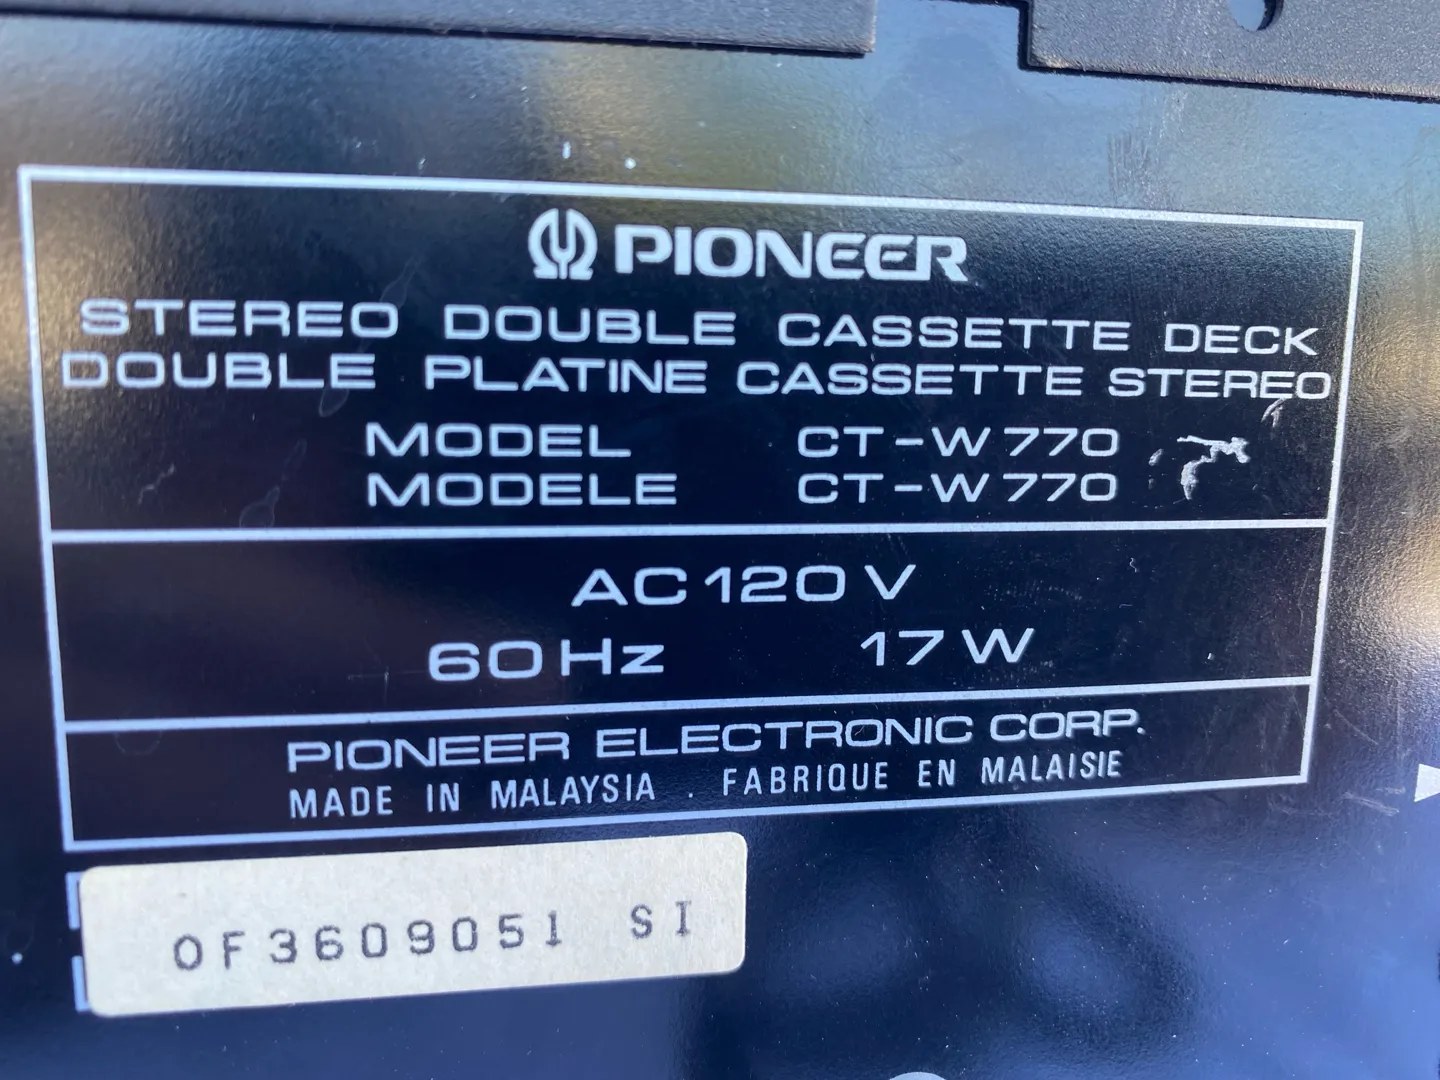 PIONEER
STEREO DOUBLE CASSETTE DECK
DOUBLE PLATINE CASSETTE STEREO
MODEL CT-W770
MODELE CT-W770
AC 120 V
60 Hz 17 W
PIONEER ELECTRONIC CORP.
MADE IN MALAYSIA . FABRIQUE EN MALAISIE
OF3609051 SI